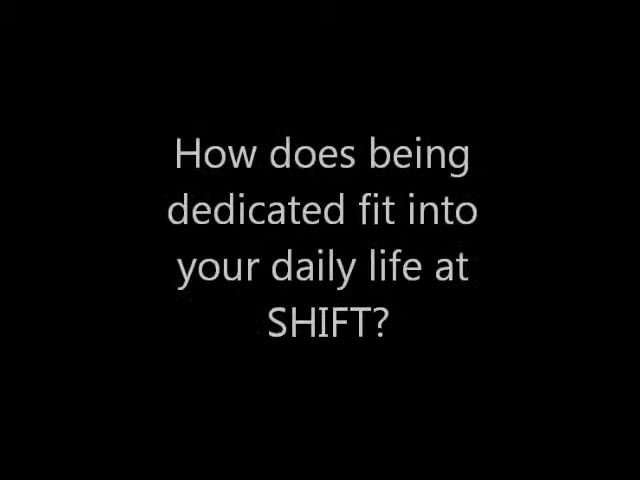 How does being
dedicated fit into
your daily life at
SHIFT?